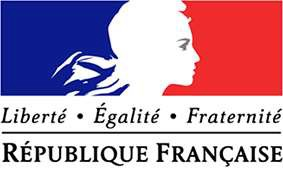 Liberté • Égalité • Fraternité
RÉPUBLIQUE FRANÇAISE